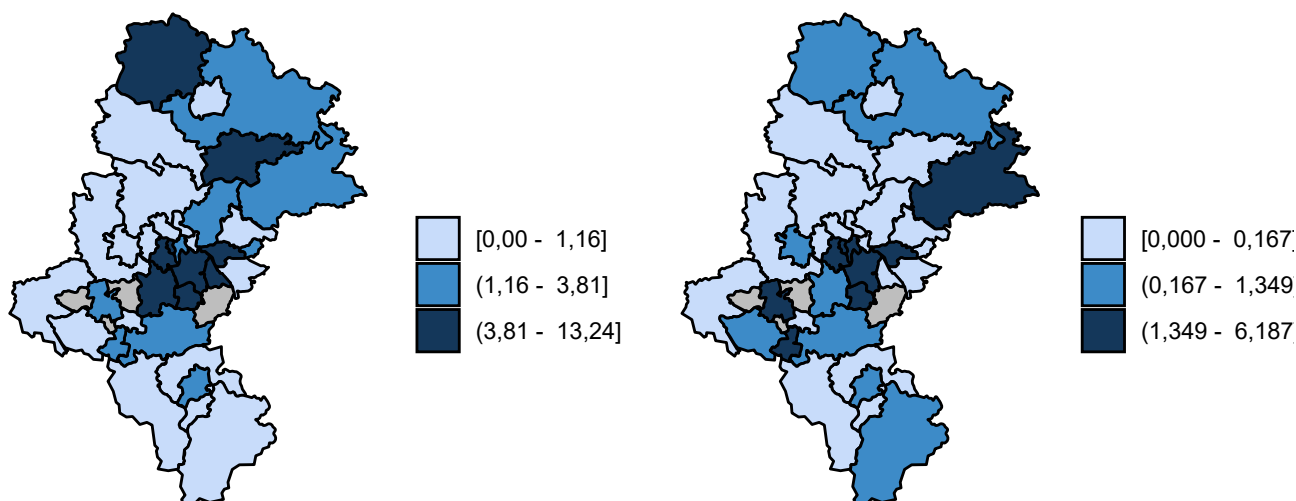 [0,00 - 1,16]
(1,16 - 3,81]
(3,81 - 13,24]
[0,000 - 0,167]
(0,167 - 1,349]
(1,349 - 6,187]